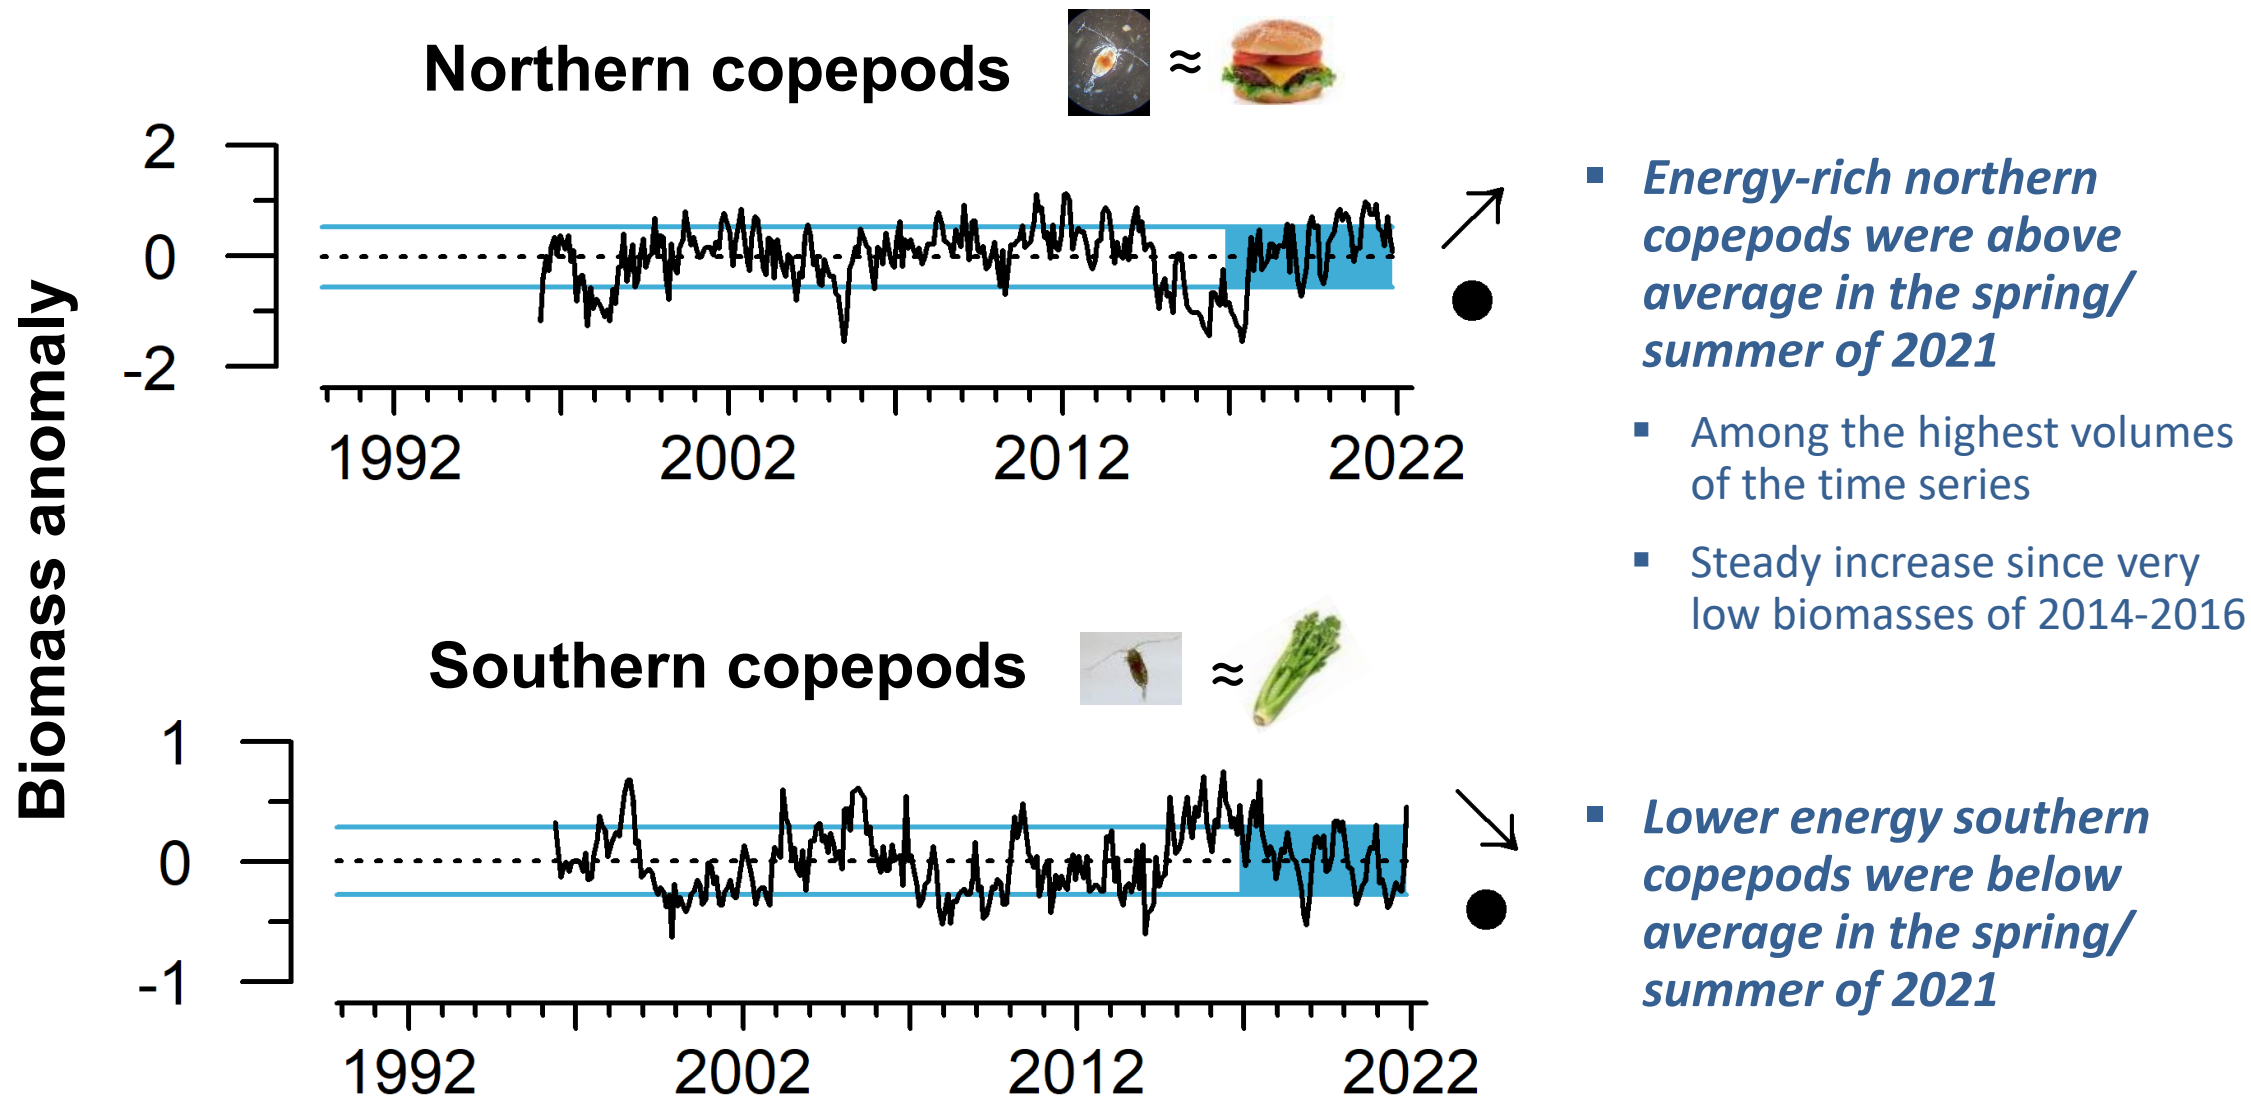 Northern copepods ≈
2
0
-2
1992 2002 2012 2022
Biomass anomaly
Southern copepods ≈
1
0
-1
1992 2002 2012 2022
▪ Energy-rich northern
copepods were above
average in the spring/
summer of 2021
▪ Among the highest volumes
of the time series
▪ Steady increase since very
low biomasses of 2014-2016
▪ Lower energy southern
copepods were below
average in the spring/
summer of 2021